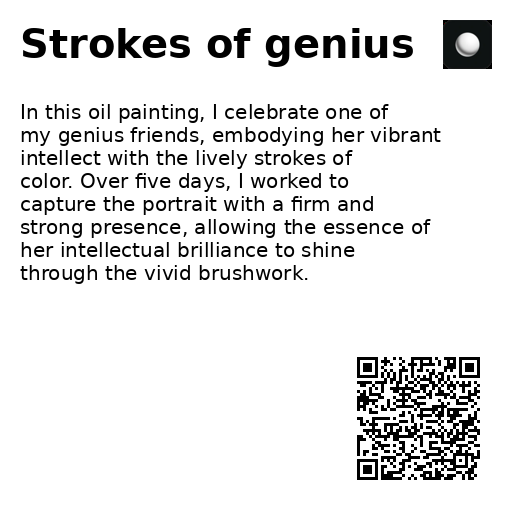 Strokes of genius
In this oil painting, I celebrate one of
my genius friends, embodying her vibrant
intellect with the lively strokes of
color. Over five days, I worked to
capture the portrait with a firm and
strong presence, allowing the essence of
her intellectual brilliance to shine
through the vivid brushwork.